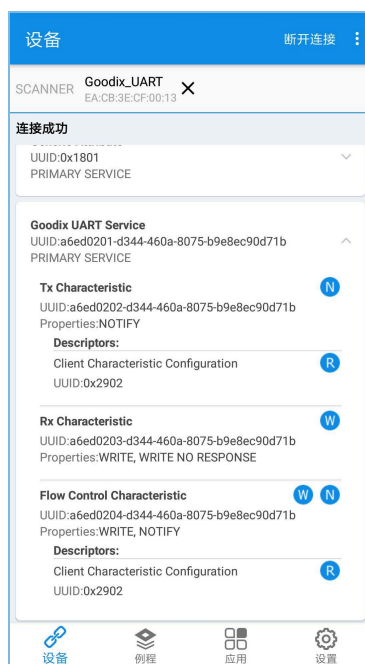 设备 断开连接
SCANNER Goodix_UART
EA:CB:3E:CF:00:13
连接成功
UUID:0x1801
PRIMARY SERVICE
Goodix UART Service
UUID:a6ed0201-d344-460a-8075-b9e8ec90d71b
PRIMARY SERVICE
Tx Characteristic N
UUID:a6ed0202-d344-460a-8075-b9e8ec90d71b
Properties:NOTIFY
Descriptors:
Client Characteristic Configuration R
UUID:0x2902
Rx Characteristic W
UUID:a6ed0203-d344-460a-8075-b9e8ec90d71b
Properties:WRITE, WRITE NO RESPONSE
Flow Control Characteristic W N
UUID:a6ed0204-d344-460a-8075-b9e8ec90d71b
Properties:WRITE, NOTIFY
Descriptors:
Client Characteristic Configuration R
UUID:0x2902
设备 例程 应用 设置